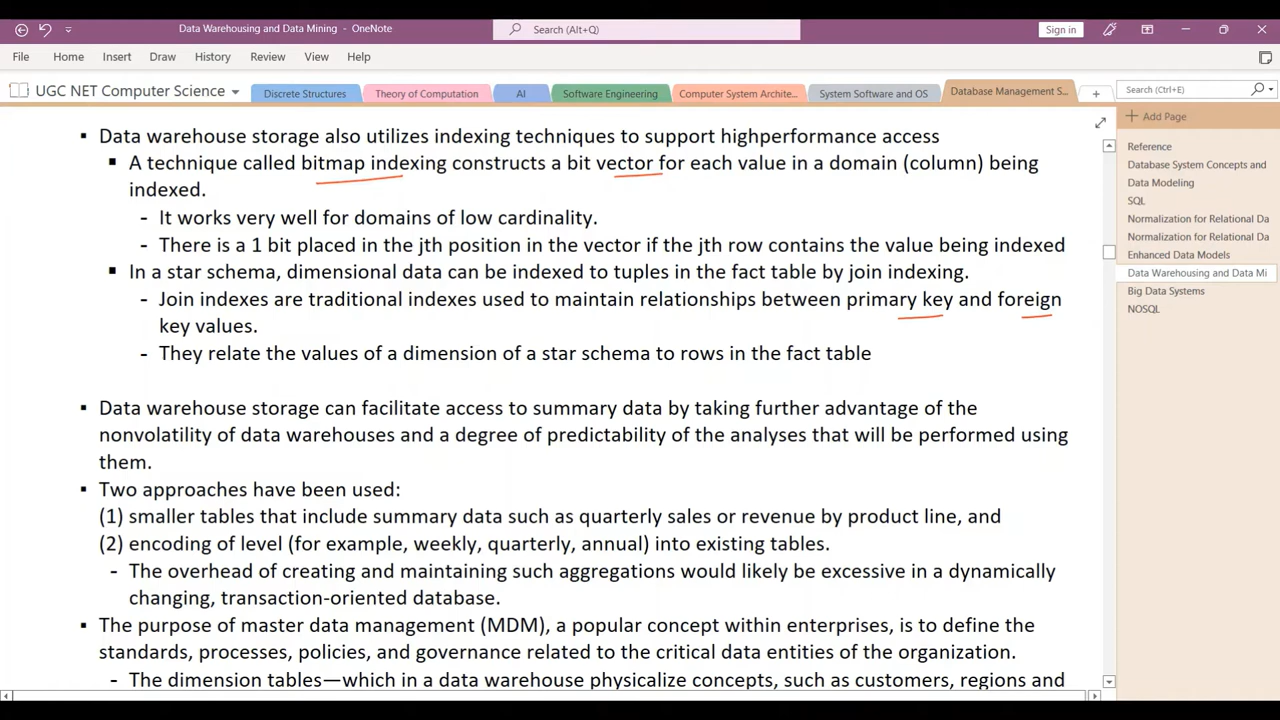 Data Warehousing and Data Mining - OneNote
Search (Alt+Q)
Sign in
File Home Insert Draw History Review View Help
UGC NET Computer Science
Discrete Structures
Theory of Computation
AI
Software Engineering
Computer System Archite...
System Software and OS
Database Management S...
Search (Ctrl+E)
▪ Data warehouse storage also utilizes indexing techniques to support highperformance access
▪ A technique called bitmap indexing constructs a bit vector for each value in a domain (column) being
indexed.
- It works very well for domains of low cardinality.
- There is a 1 bit placed in the jth position in the vector if the jth row contains the value being indexed
▪ In a star schema, dimensional data can be indexed to tuples in the fact table by join indexing.
- Join indexes are traditional indexes used to maintain relationships between primary key and foreign
key values.
- They relate the values of a dimension of a star schema to rows in the fact table
▪ Data warehouse storage can facilitate access to summary data by taking further advantage of the
nonvolatility of data warehouses and a degree of predictability of the analyses that will be performed using
them.
▪ Two approaches have been used:
(1) smaller tables that include summary data such as quarterly sales or revenue by product line, and
(2) encoding of level (for example, weekly, quarterly, annual) into existing tables.
- The overhead of creating and maintaining such aggregations would likely be excessive in a dynamically
changing, transaction-oriented database.
▪ The purpose of master data management (MDM), a popular concept within enterprises, is to define the
standards, processes, policies, and governance related to the critical data entities of the organization.
- The dimension tables—which in a data warehouse physicalize concepts, such as customers, regions and
Add Page
Reference
Database System Concepts and
Data Modeling
SQL
Normalization for Relational Da
Normalization for Relational Da
Enhanced Data Models
Data Warehousing and Data Mi
Big Data Systems
NOSQL